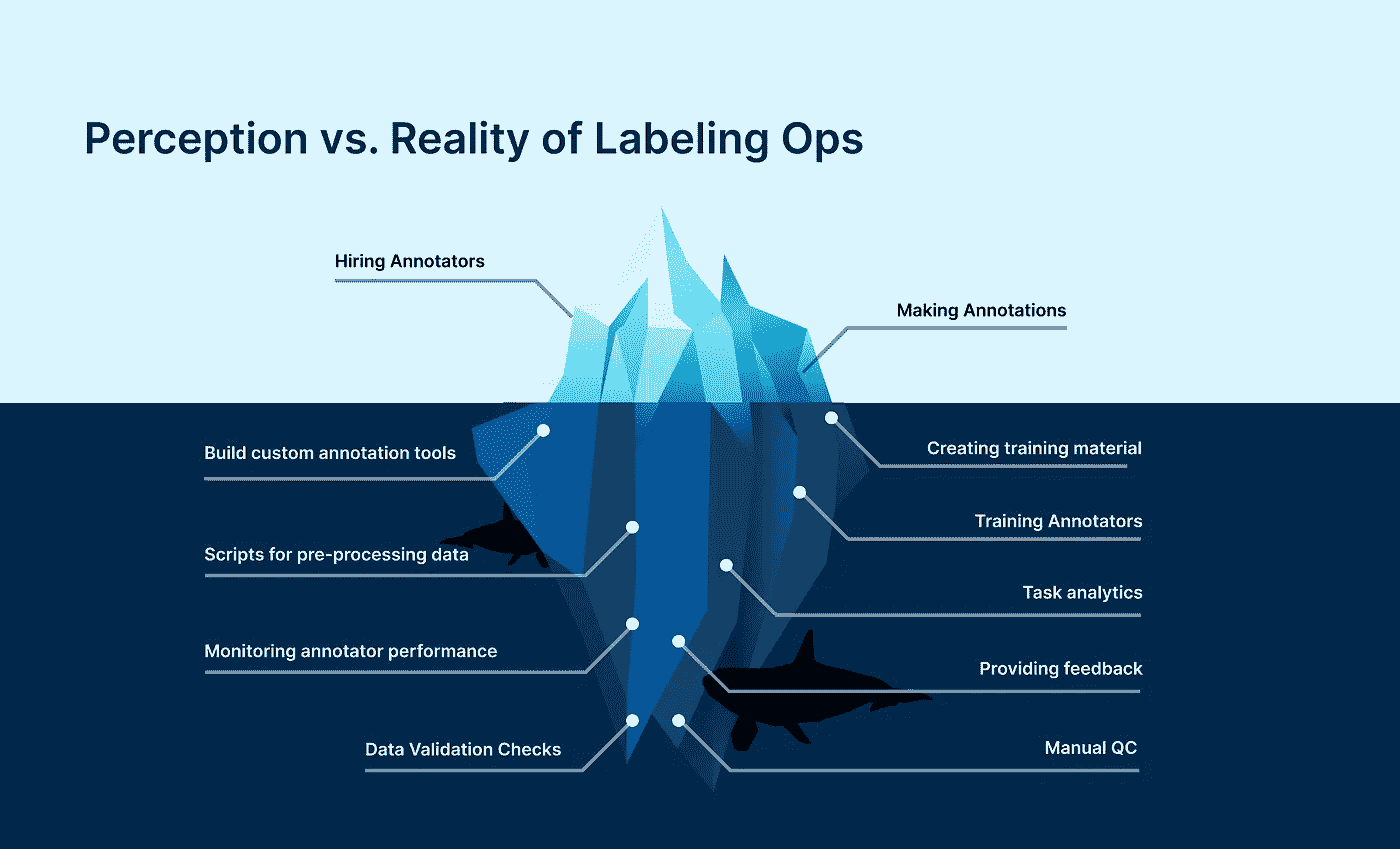 Perception vs. Reality of Labeling Ops
Hiring Annotators
Making Annotations
Build custom annotation tools
Creating training material
Training Annotators
Scripts for pre-processing data
Task analytics
Monitoring annotator performance
Providing feedback
Data Validation Checks
Manual QC